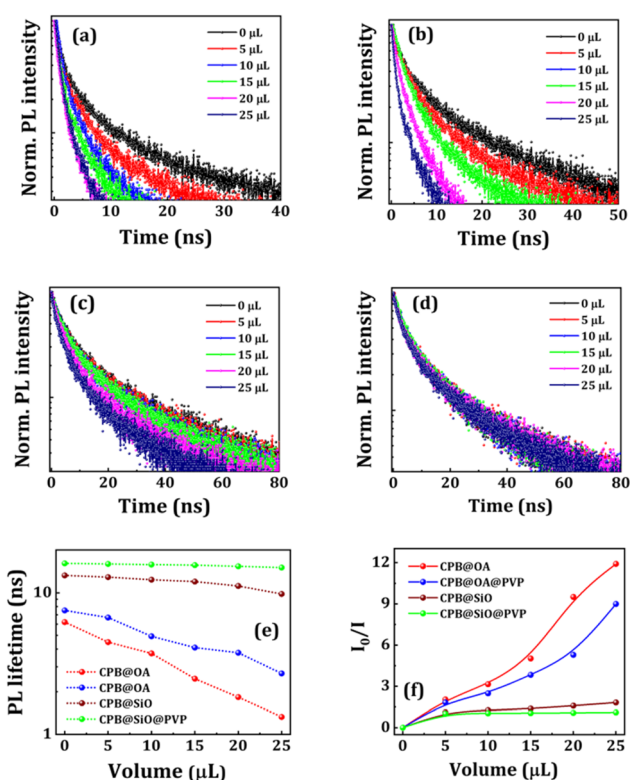 (a)
0 μL
5 μL
10 μL
15 μL
20 μL
25 μL
Norm. PL intensity
0 10 20 30 40
Time (ns)
(b)
0 μL
5 μL
10 μL
15 μL
20 μL
25 μL
Norm. PL intensity
0 10 20 30 40 50
Time (ns)
(c)
0 μL
5 μL
10 μL
15 μL
20 μL
25 μL
Norm. PL intensity
0 20 40 60 80
Time (ns)
(d)
0 μL
5 μL
10 μL
15 μL
20 μL
25 μL
Norm. PL intensity
0 20 40 60 80
Time (ns)
PL lifetime (ns)
10
1
(e)
CPB@OA
CPB@OA
CPB@SiO
CPB@SiO@PVP
0 5 10 15 20 25
Volume (μL)
I₀/I
12
9
6
3
0
CPB@OA
CPB@OA@PVP
CPB@SiO
CPB@SiO@PVP
(f)
0 5 10 15 20 25
Volume (μL)